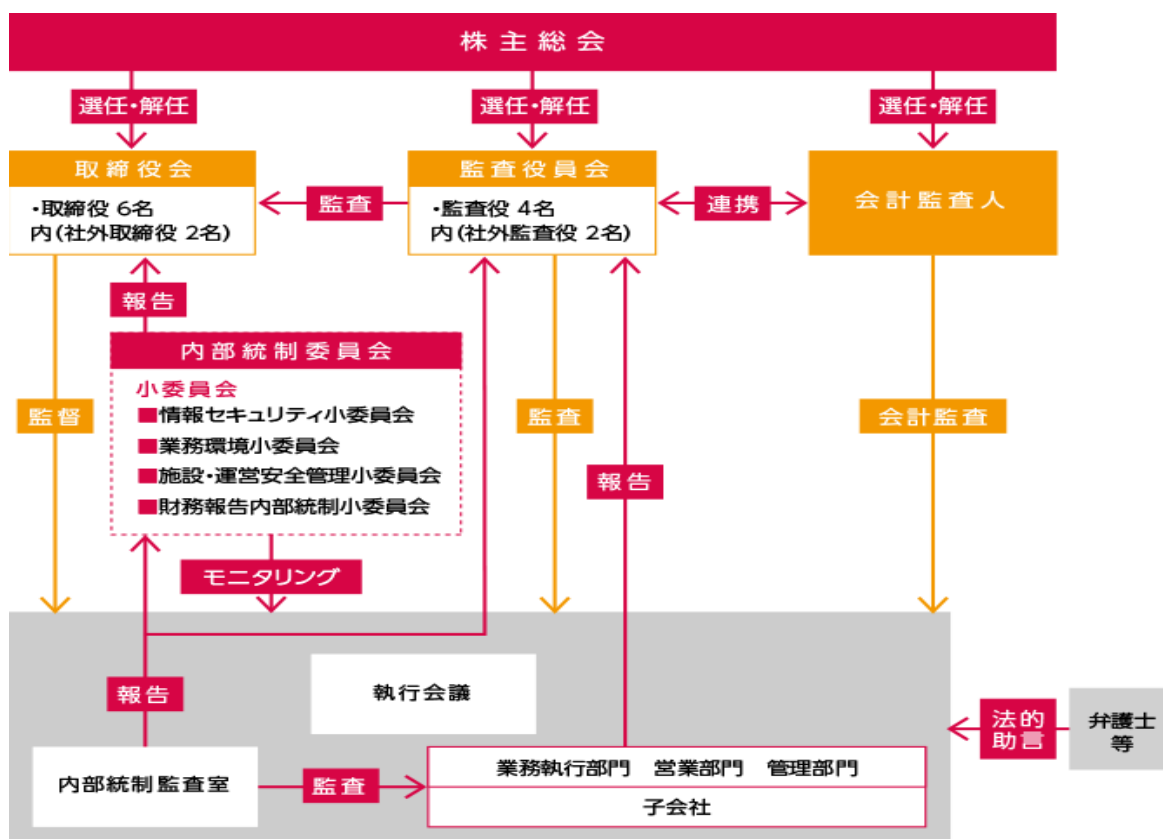 株主総会
選任・解任
選任・解任
選任・解任
取締役会
・取締役 6名
内(社外取締役 2名)
監査
監査役員会
・監査役 4名
内(社外監査役 2名)
連携
会計監査人
報告
内部統制委員会
小委員会
■情報セキュリティ小委員会
■業務環境小委員会
■施設・運営安全管理小委員会
■財務報告内部統制小委員会
監督
監査
会計監査
報告
モニタリング
執行会議
報告
法的
助言
弁護士
等
内部統制監査室
監査
業務執行部門 営業部門 管理部門
子会社